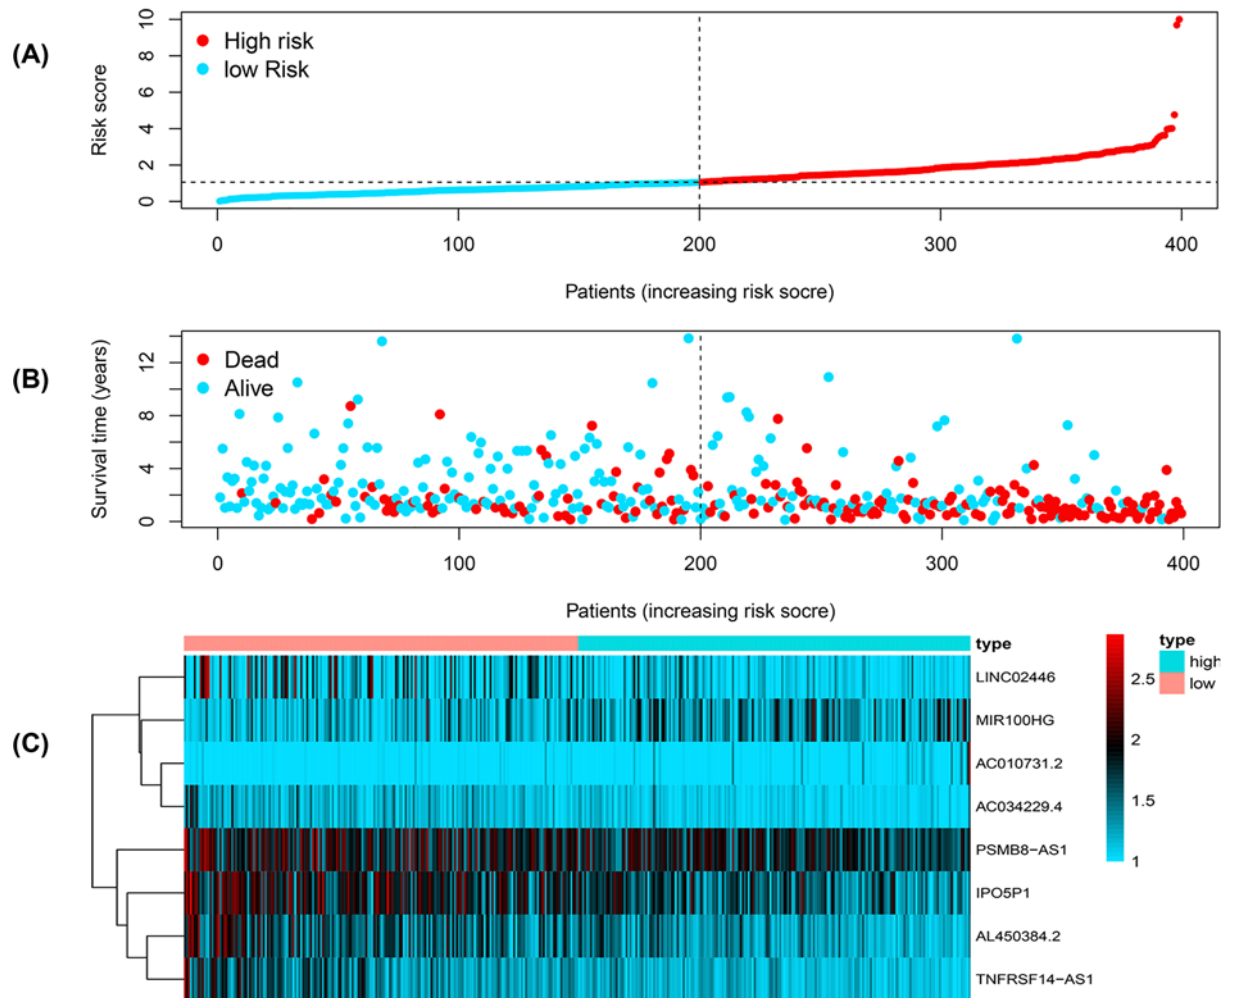 (A)
Risk score
10
8
6
4
2
0
High risk
low Risk
0 100 200 300 400
Patients (increasing risk socre)
(B)
Survival time (years)
12
8
4
0
Dead
Alive
0 100 200 300 400
Patients (increasing risk socre)
(C)
type
LINC02446
MIR100HG
AC010731.2
AC034229.4
PSMB8−AS1
IPO5P1
AL450384.2
TNFRSF14−AS1
2.5
2
1.5
1
type
high
low